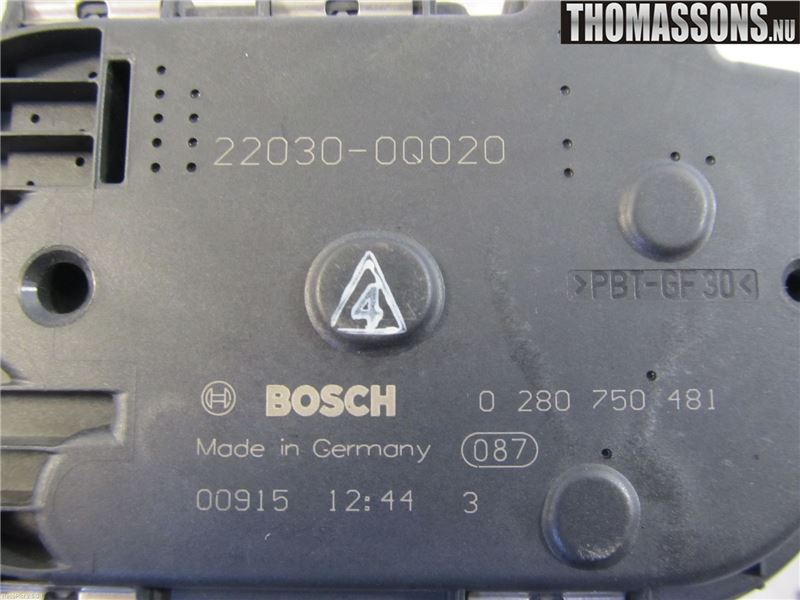 THOMASSONS.NU
22030-0Q020
4
>PBT-GF30<
BOSCH 0 280 750 481
Made in Germany 087
00915 12:44 3